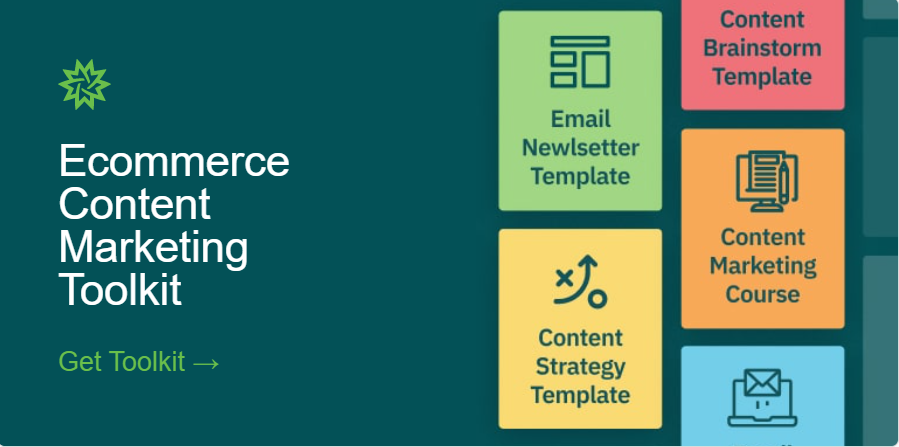 Ecommerce
Content
Marketing
Toolkit
Get Toolkit →
Email
Newlsetter
Template
Content
Strategy
Template
Content
Brainstorm
Template
Content
Marketing
Course